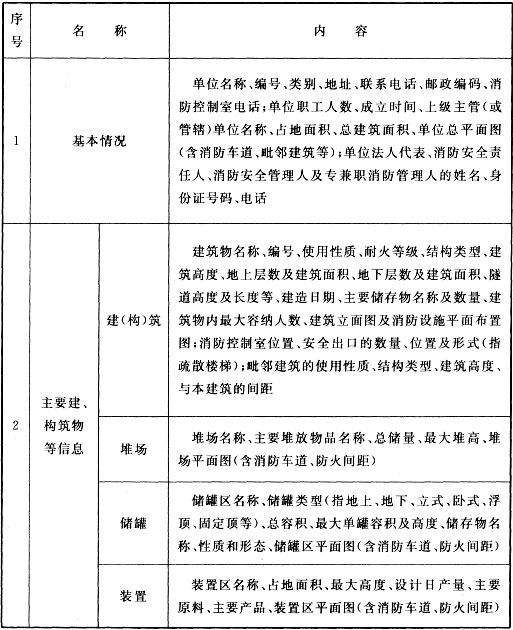 序号 名 称 内 容
单位名称、编号、类别、地址、联系电话、邮政编码、消
防控制室电话;单位职工人数、成立时间、上级主管(或
1 基本情况 管辖)单位名称、占地面积、总建筑面积、单位总平面图
(含消防车道、毗邻建筑等);单位法人代表、消防安全责
任人、消防安全管理人及专兼职消防管理人的姓名、身
份证号码、电话
2
主要建、
构筑物
等信息
建(构)筑
建筑物名称、编号、使用性质、耐火等级、结构类型、建
筑高度、地上层数及建筑面积、地下层数及建筑面积、隧
道高度及长度等、建造日期、主要储存物名称及数量、建
筑物内最大容纳人数、建筑立面图及消防设施平面布置
图;消防控制室位置、安全出口的数量、位置及形式(指
疏散楼梯);毗邻建筑的使用性质、结构类型、建筑高度、
与本建筑的间距
堆场
堆场名称、主要堆放物品名称、总储量、最大堆高、堆
场平面图(含消防车道、防火间距)
储罐
储罐区名称、储罐类型(指地上、地下、立式、卧式、浮
顶、固定顶等)、总容积、最大单罐容积及高度、储存物名
称、性质和形态、储罐区平面图(含消防车道、防火间距)
装置
装置区名称、占地面积、最大高度、设计日产量、主要
原料、主要产品、装置区平面图(含消防车道、防火间距)